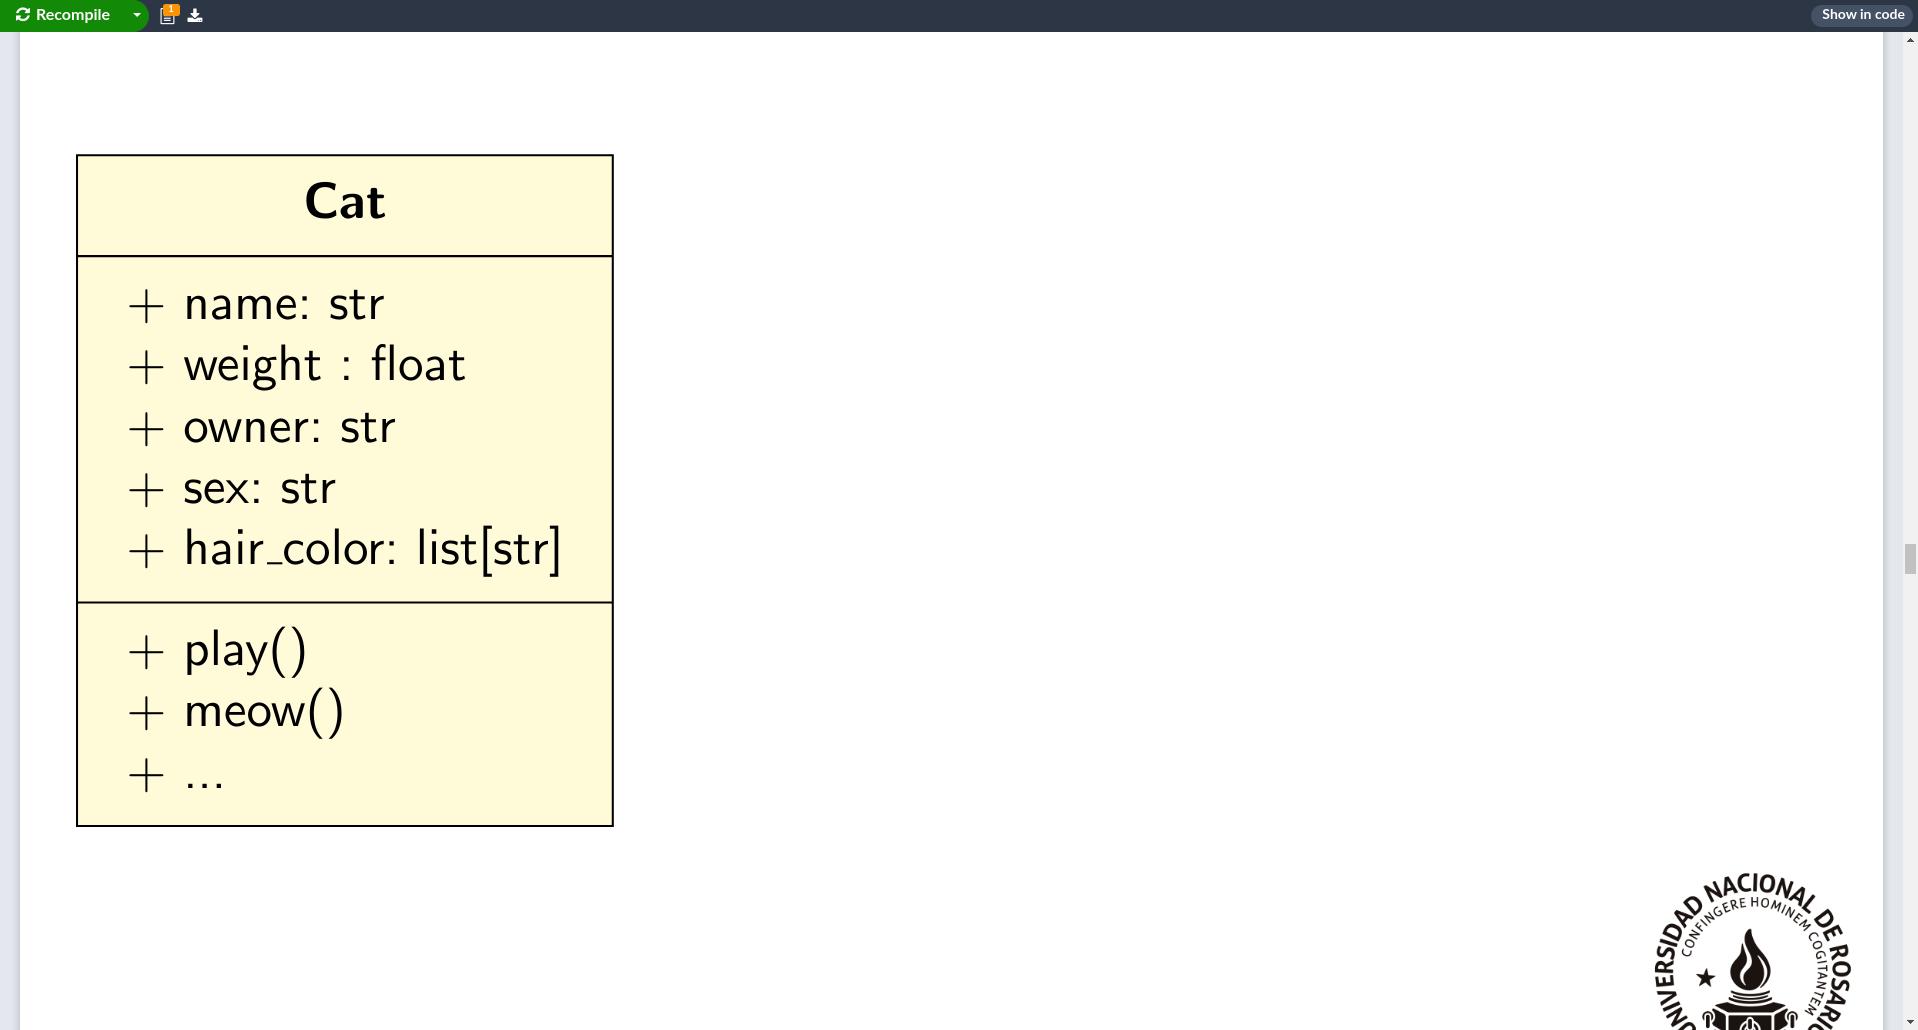 Recompile
1
Show in code
Cat
+ name: str
+ weight : float
+ owner: str
+ sex: str
+ hair_color: list[str]
+ play()
+ meow()
+ ...
UNIVERSIDAD NACIONAL DE ROSARIO
CONFINGERE HOMINEM COGITANTEM